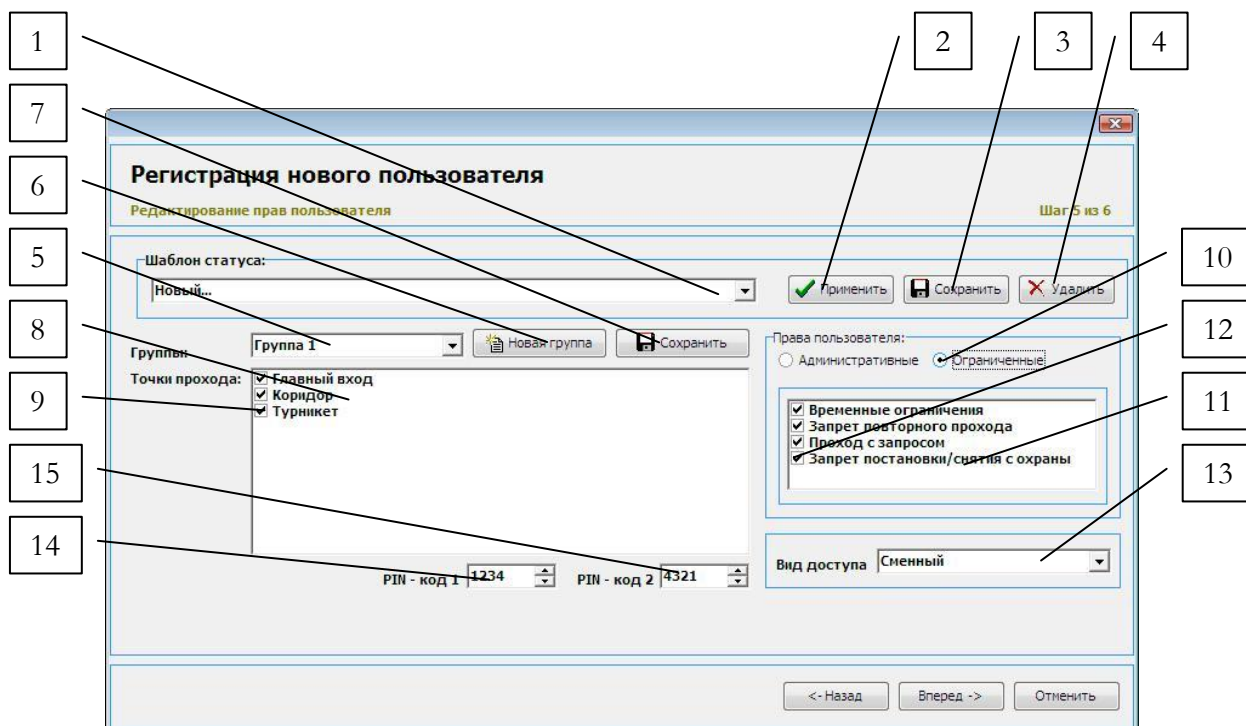 1
2
3
4
7
6
5
8
9
15
14
10
12
11
13
Регистрация нового пользователя
Редактирование прав пользователя
Шаг 5 из 6
Шаблон статуса:
Новый...
Применить
Сохранить
Удалить
Группы:
Группа 1
Новая группа
Сохранить
Точки прохода:
Главный вход
Коридор
Турникет
Права пользователя:
Административные
Ограниченные
Временные ограничения
Запрет повторного прохода
Проход с запросом
Запрет постановки/снятия с охраны
Вид доступа
Сменный
PIN - код 1
1234
PIN - код 2
4321
<- Назад
Вперед ->
Отменить